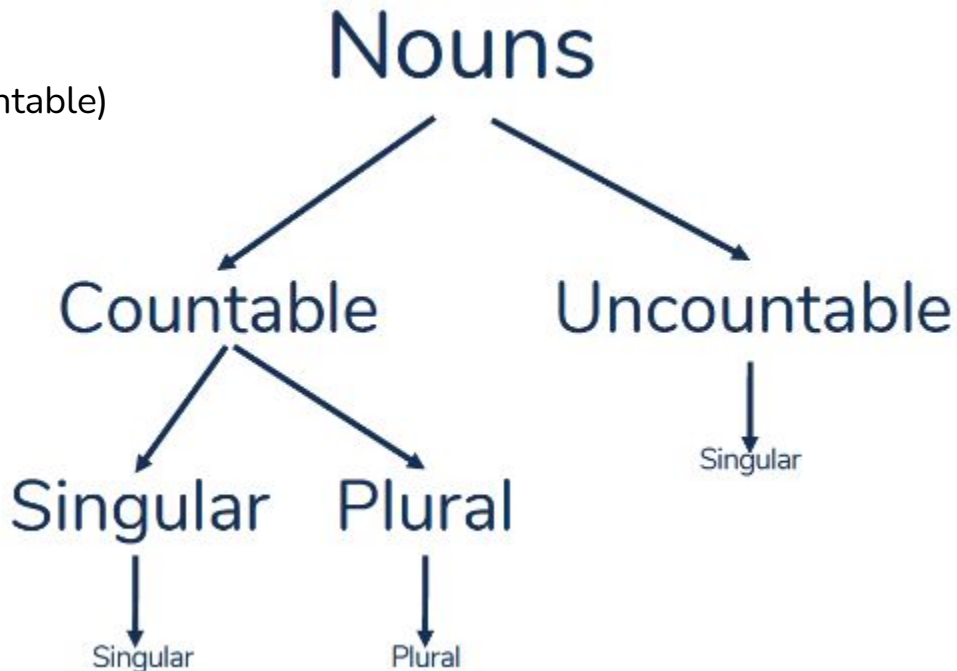 Nouns
ntable)
Countable Uncountable
Singular
Singular Plural
Singular Plural